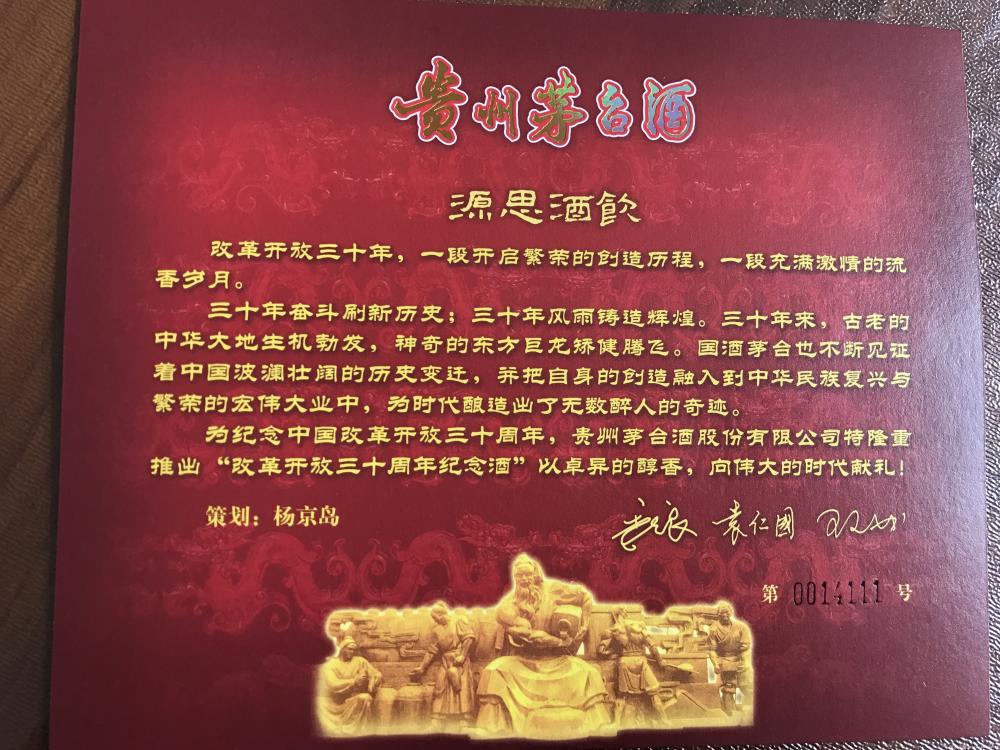 贵州茅台酒
源思酒飲
改革开放三十年，一段开启繁荣的创造历程，一段充满激情的流
香岁月。
三十年奋斗刷新历史；三十年风雨铸造辉煌。三十年来，古老的
中华大地生机勃发，神奇的东方巨龙矫健腾飞。国酒茅台也不断见证
着中国波澜壮阔的历史变迁，并把自身的创造融入到中华民族复兴与
繁荣的宏伟大业中，为时代酿造出了无数醉人的奇迹。
为纪念中国改革开放三十周年，贵州茅台酒股份有限公司特隆重
推出“改革开放三十周年纪念酒”以卓异的醇香，向伟大的时代献礼！
策划：杨京岛
袁仁國
第 0014111 号